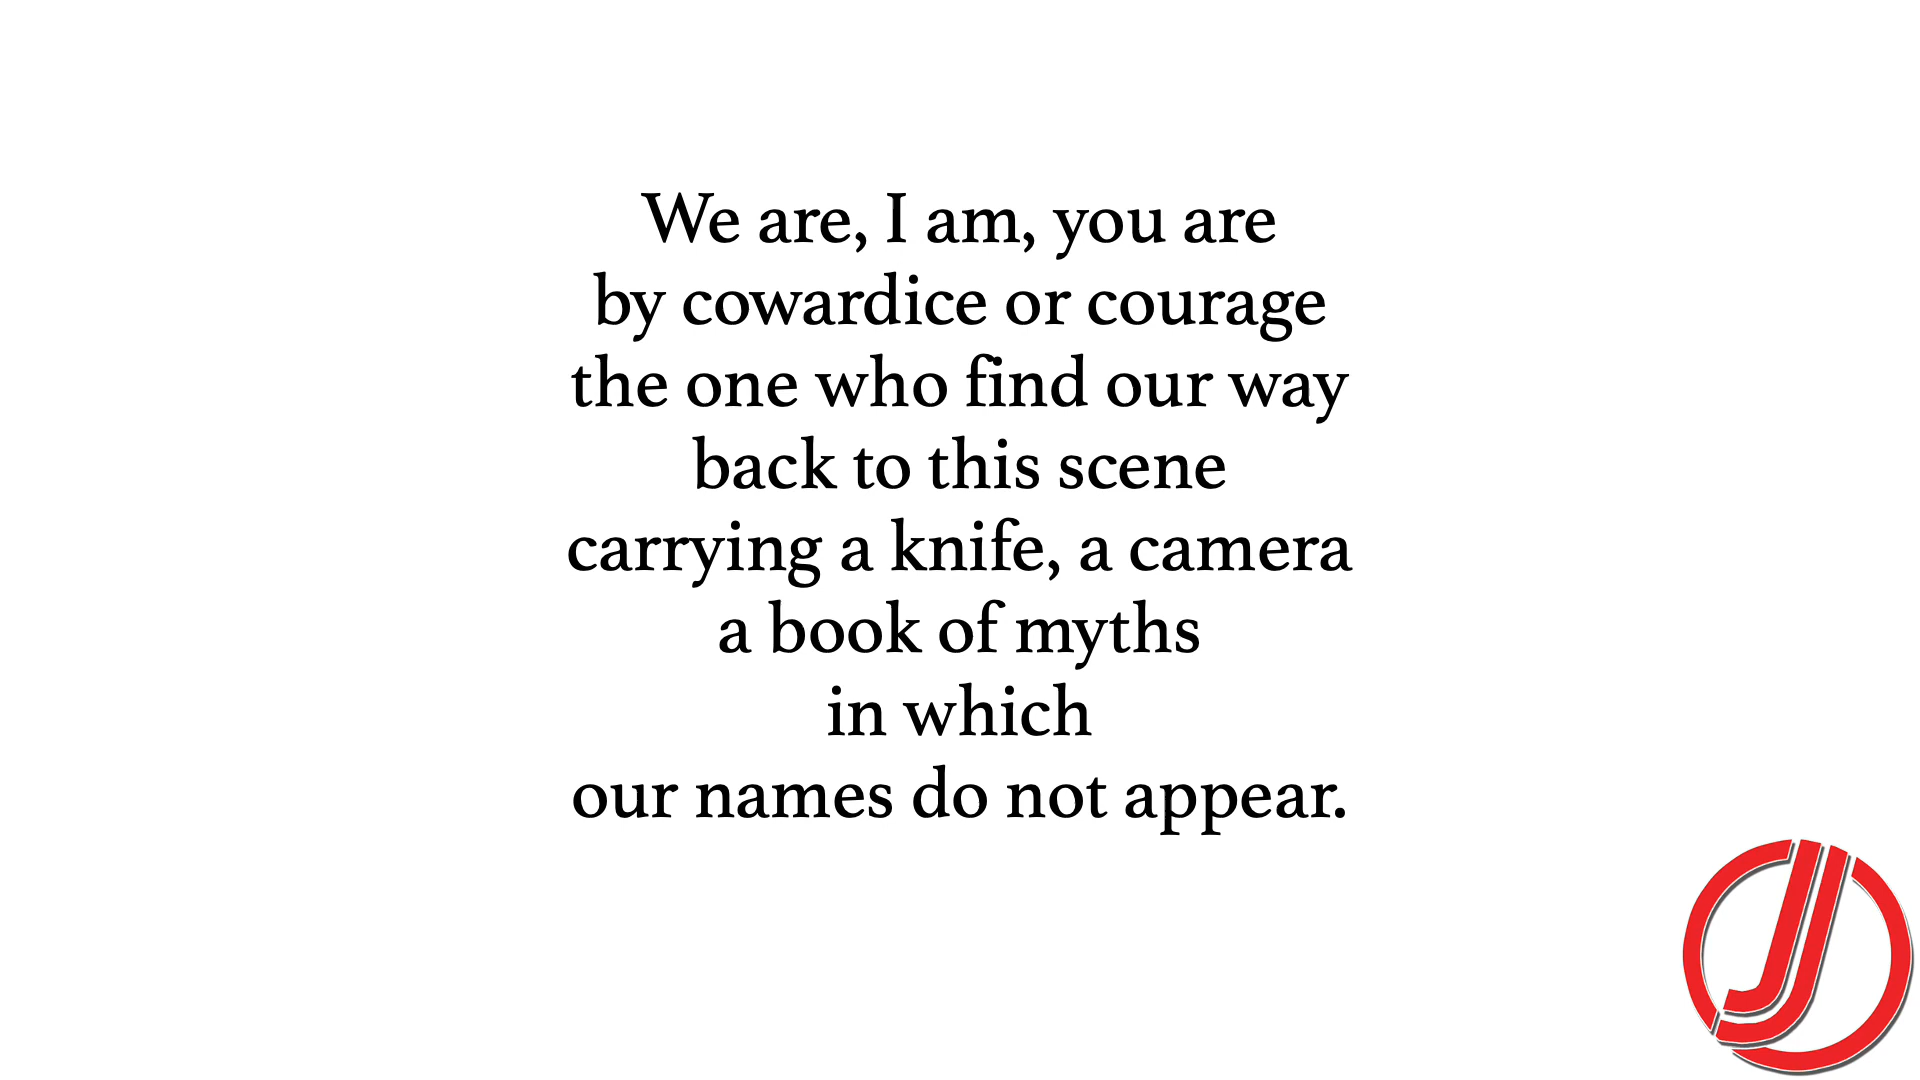 We are, I am, you are
by cowardice or courage
the one who find our way
back to this scene
carrying a knife, a camera
a book of myths
in which
our names do not appear.